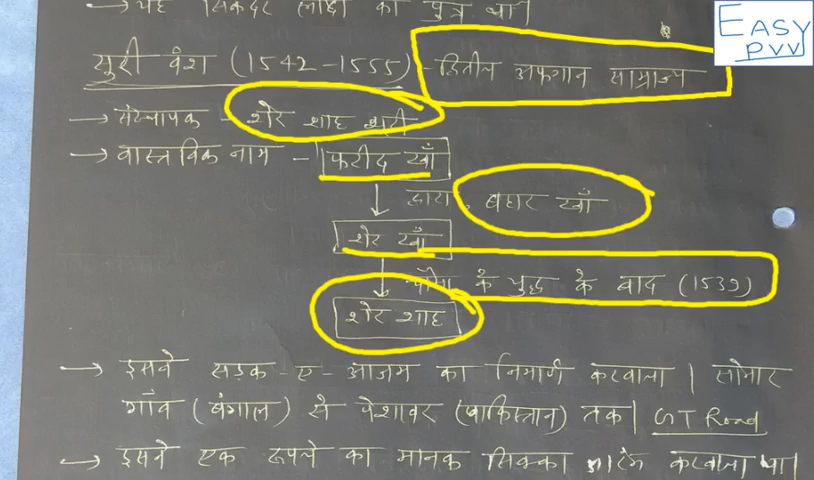 → यह सिकंदर लोदी का पुत्र था।
EASY
PVV
सूरी वंश (1542-1555) - द्वितीय अफगान साम्राज्य
→ संस्थापक - शेर शाह सूरी
→ वास्तविक नाम - फरीद खाँ
↓ द्वारा, बहार खाँ
शेर खाँ
↓ चौसा के युद्ध के बाद (1539)
शेर शाह
→ इसने सड़क-ए-आजम का निर्माण करवाया। सोनार
गाँव (बंगाल) से पेशावर (पाकिस्तान) तक। GT Road
→ इसने एक रूपये का मानक सिक्का जारी करवाया था।